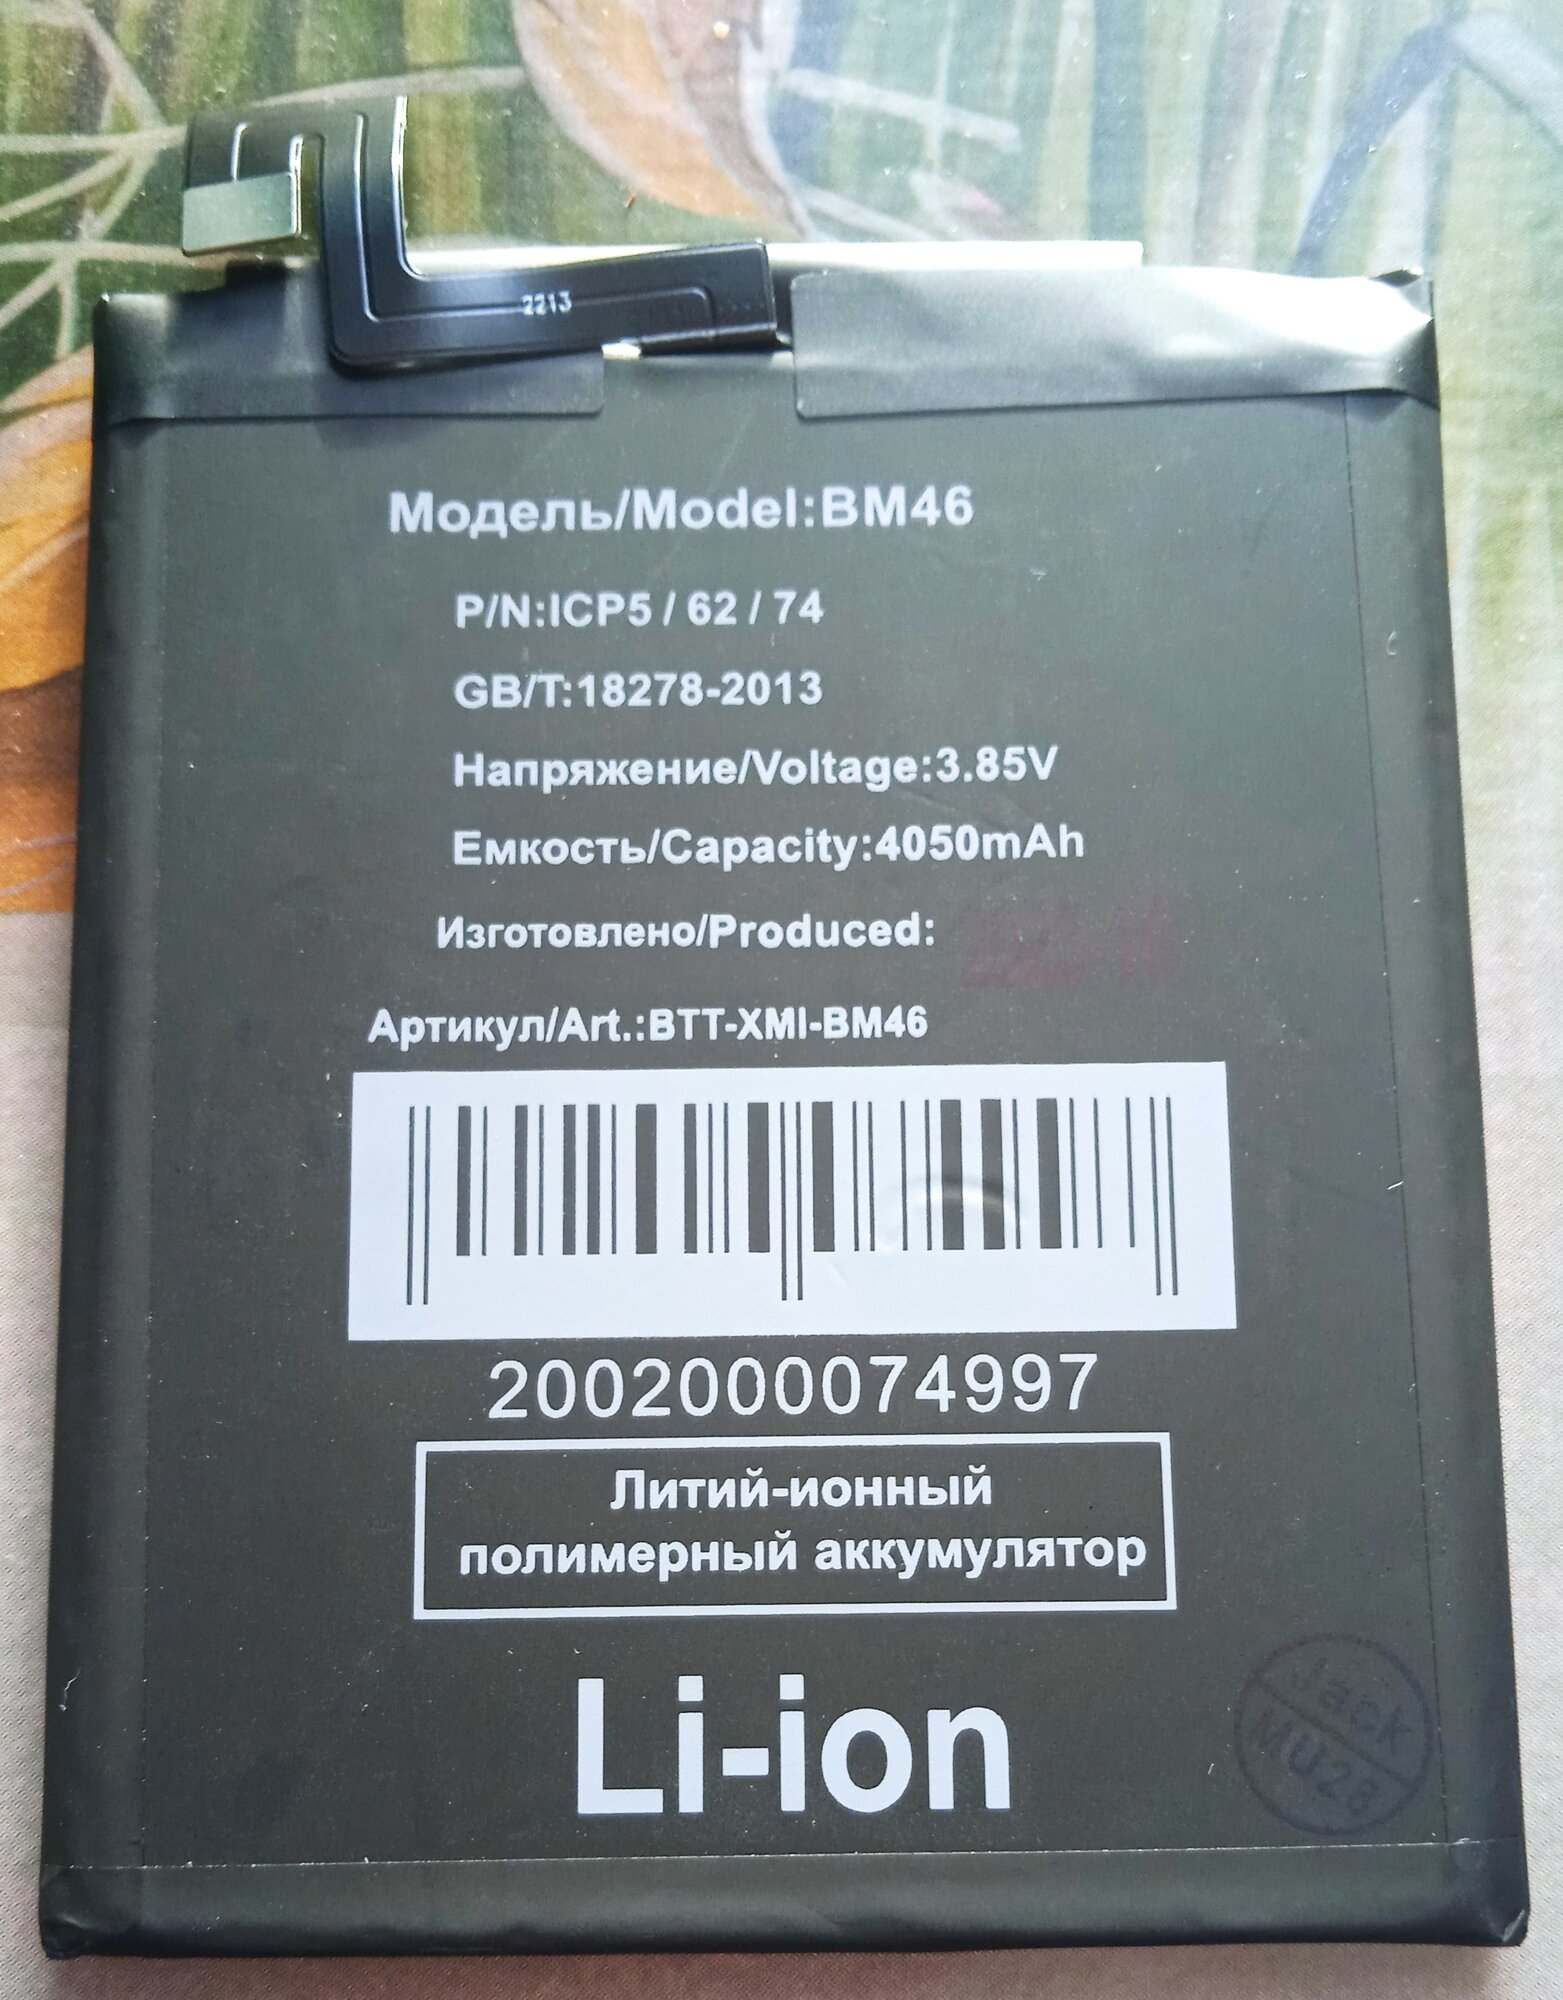 2213
Модель/Model:BM46
P/N:ICP5 / 62 / 74
GB/T:18278-2013
Напряжение/Voltage:3.85V
Емкость/Capacity:4050mAh
Изготовлено/Produced:
Артикул/Art.:BTT-XMI-BM46
2002000074997
Литий-ионный
полимерный аккумулятор
Li-ion
Jack